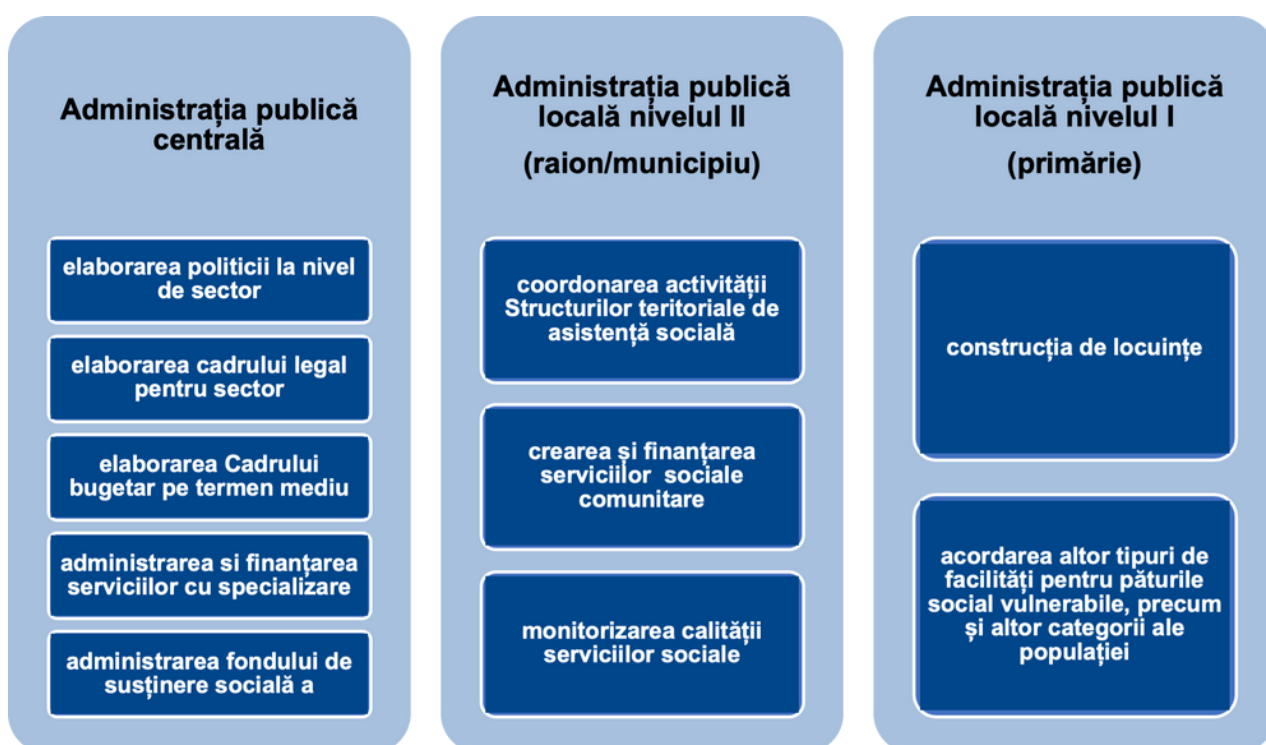 Administrația publică
centrală
elaborarea politicii la nivel
de sector
elaborarea cadrului legal
pentru sector
elaborarea Cadrului
bugetar pe termen mediu
administrarea si finanțarea
serviciilor cu specializare
administrarea fondului de
susținere socială a
Administrația publică
locală nivelul II
(raion/municipiu)
coordonarea activității
Structurilor teritoriale de
asistență socială
crearea și finanțarea
serviciilor sociale
comunitare
monitorizarea calității
serviciilor sociale
Administrația publică
locală nivelul I
(primărie)
construcția de locuințe
acordarea altor tipuri de
facilități pentru păturile
social vulnerabile, precum
și altor categorii ale
populației